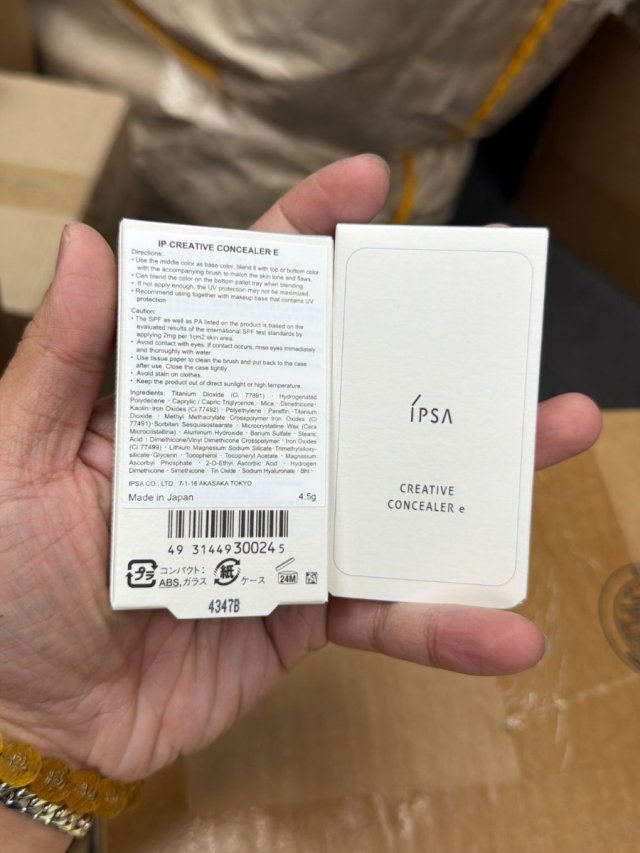 IP CREATIVE CONCEALER E
Directions:
• Use the middle color as base color, blend it with top or bottom color
with the accompanying brush to match the skin tone and flaws.
• Can blend the color on the bottom pallet tray when blending.
• If not apply enough, the UV protection may not be maximized.
• Recommend using together with makeup base that contains UV
protection
Caution:
• The SPF as well as PA listed on the product is based on the
evaluated results of the international SPF test standards by
applying 2mg per 1cm2 skin area.
• Avoid contact with eyes. If contact occurs, rinse eyes immediately
and thoroughly with water.
• Use tissue paper to clean the brush and put back to the case
after use. Close the case tightly.
• Avoid stain on clothes.
• Keep the product out of direct sunlight or high temperature.
Ingredients: Titanium Dioxide (Ci 77891) · Hydrogenated
Polydecene · Caprylic / Capric Triglyceride · Mica · Dimethicone·
Kaolin·Iron Oxides (Ci 77492) · Polyethylene · Paraffin ·Titanium
Dioxide · Methyl Methacrylate Crosspolymer·Iron Oxides (Ci
77491)·Sorbitan Sesquiosstearate · Microcrystalline Wax (Cera
Microcristallina) · Aluminum Hydroxide · Barium Sulfate · Stearic
Acid · Dimethicone/Vinyl Dimethicone Crosspolymer · Iron Oxides
(Ci 77499) · Lithium Magnesium Sodium Silicate·Trimethylsiloxy-
silicate·Glycerin · Tocopherol · Tocopheryl Acetate · Magnesium
Ascorbyl Phosphate · 2-O-Ethyl Ascorbic Acid · Hydrogen
Dimethicone · Simethicone · Tin Oxide · Sodium Hyaluronate · Bht ·
IPSA CO., LTD. 7-1-16 AKASAKA TOKYO
Made in Japan 4.5g
49 31449 300245
プラ コンパクト:
ABS,ガラス
紙 ケース
24M
4347B
IPSA
CREATIVE
CONCEALER e